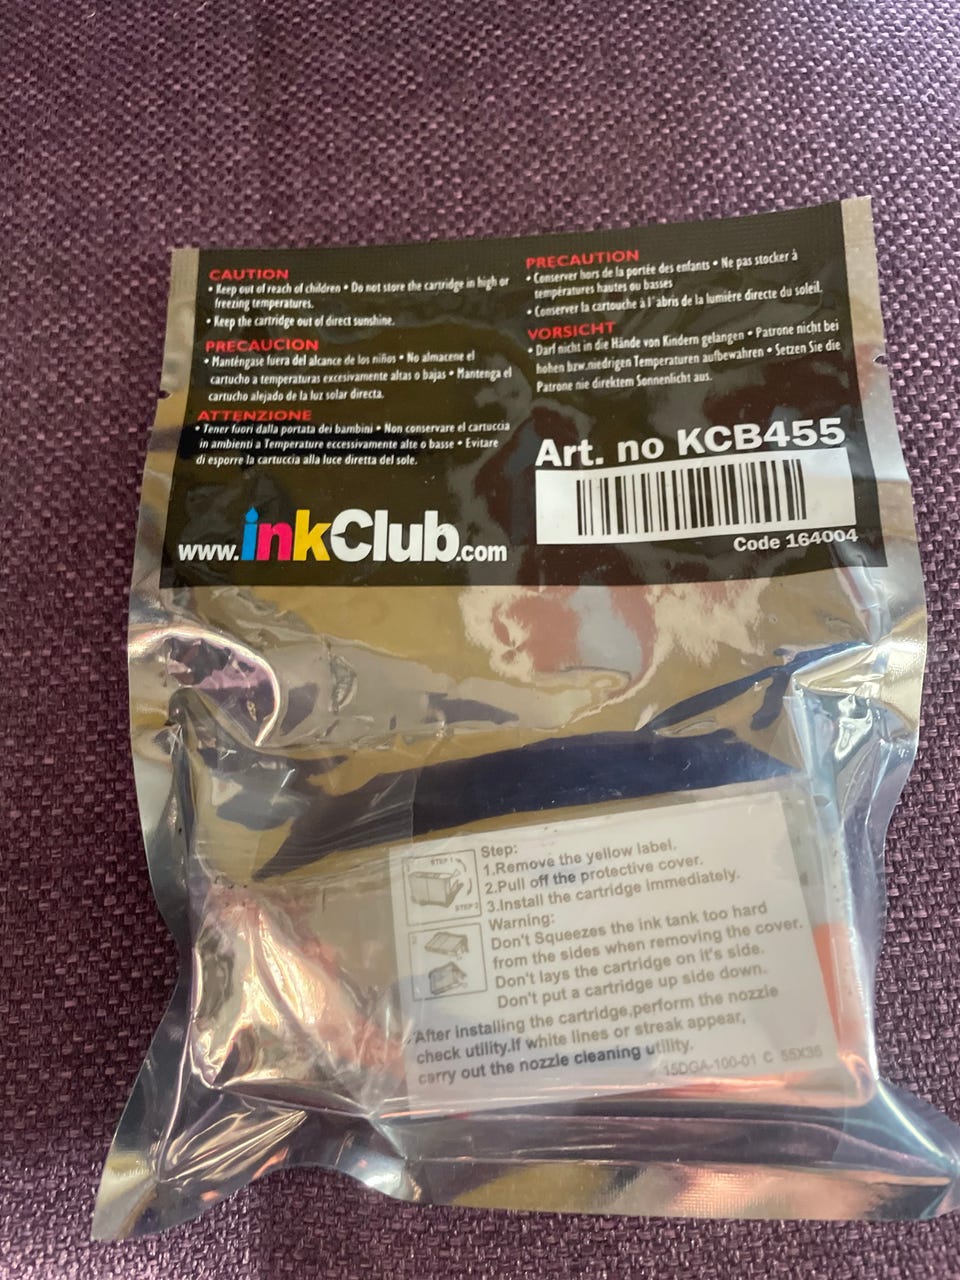 CAUTION
• Keep out of reach of children • Do not store the cartridge in high or
freezing temperatures.
• Keep the cartridge out of direct sunshine.
PRECAUCION
• Manténgase fuera del alcance de los niños • No almacene el
cartucho a temperaturas excesivamente altas o bajas • Mantenga el
cartucho alejado de la luz solar directa.
ATTENZIONE
• Tener fuori dalla portata dei bambini • Non conservare el cartuccia
in ambienti a Temperature eccessivamente alte o basse • Evitare
di esporre la cartuccia alla luce diretta del sole.
www.inkClub.com
PRECAUTION
• Conserver hors de la portée des enfants • Ne pas stocker à
températures hautes ou basses
• Conserver la cartouche à l'abris de la lumière directe du soleil.
VORSICHT
• Darf nicht in die Hände von Kindern gelangen • Patrone nicht bei
hohen bzw.niedrigen Temperaturen aufbewahren • Setzen Sie die
Patrone nie direktem Sonnenlicht aus.
Art. no KCB455
Code 164004
STEP 1
STEP 2
Step:
1.Remove the yellow label.
2.Pull off the protective cover.
3.Install the cartridge immediately.
Warning:
Don't Squeezes the ink tank too hard
from the sides when removing the cover.
Don't lays the cartridge on it's side.
Don't put a cartridge up side down.
After installing the cartridge,perform the nozzle
check utility.If white lines or streak appear,
carry out the nozzle cleaning utility.
15DGA-100-01 C 55X35